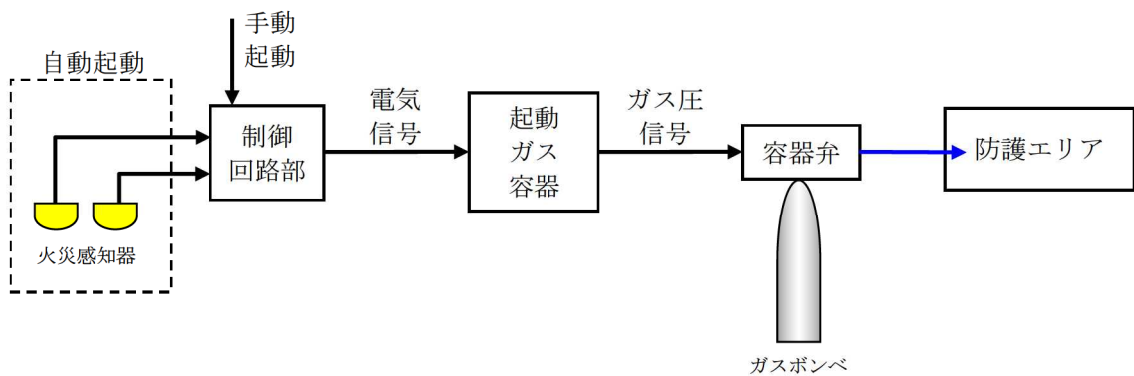 手動
起動
自動起動
火災感知器
制御
回路部
電気
信号
起動
ガス
容器
ガス圧
信号
容器弁
ガスボンベ
防護エリア